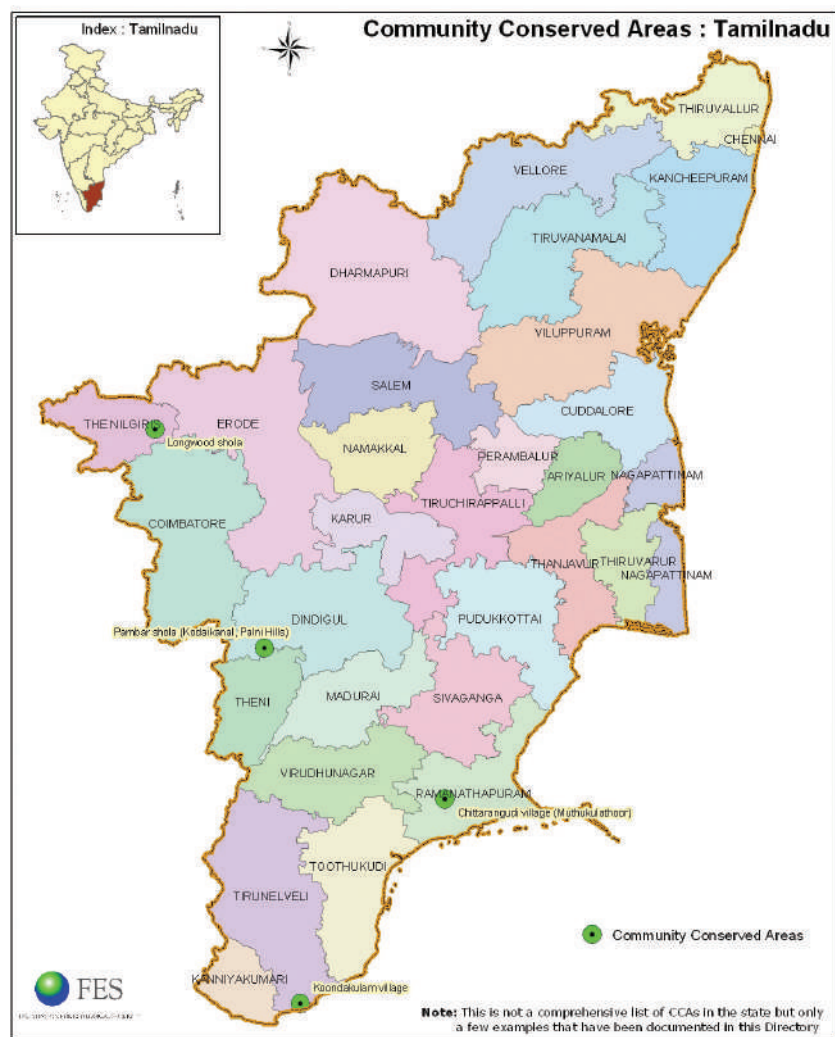 Index : Tamilnadu
Community Conserved Areas : Tamilnadu
THIRUVALLUR
CHENNAI
VELLORE
KANCHEEPURAM
TIRUVANAMALAI
DHARMAPURI
VILUPPURAM
SALEM
CUDDALORE
THE NILGIRIS
ERODE
Longwood shola
NAMAKKAL
PERAMBALUR
ARIYALUR
NAGAPATTINAM
TIRUCHIRAPPALLI
COIMBATORE
KARUR
THANJAVUR
THIRUVARUR
NAGAPATTINAM
DINDIGUL
PUDUKKOTTAI
Pambar shola (Kodaikanal; Palni Hills)
THENI
MADURAI
SIVAGANGA
VIRUDHUNAGAR
RAMANATHAPURAM
Chittarangudi village (Muthukulathoor)
TOOTHUKUDI
TIRUNELVELI
Community Conserved Areas
KANNIYAKUMARI
Koondakulam village
FES
Note: This is not a comprehensive list of CCAs in the state but only
a few examples that have been documented in this Directory